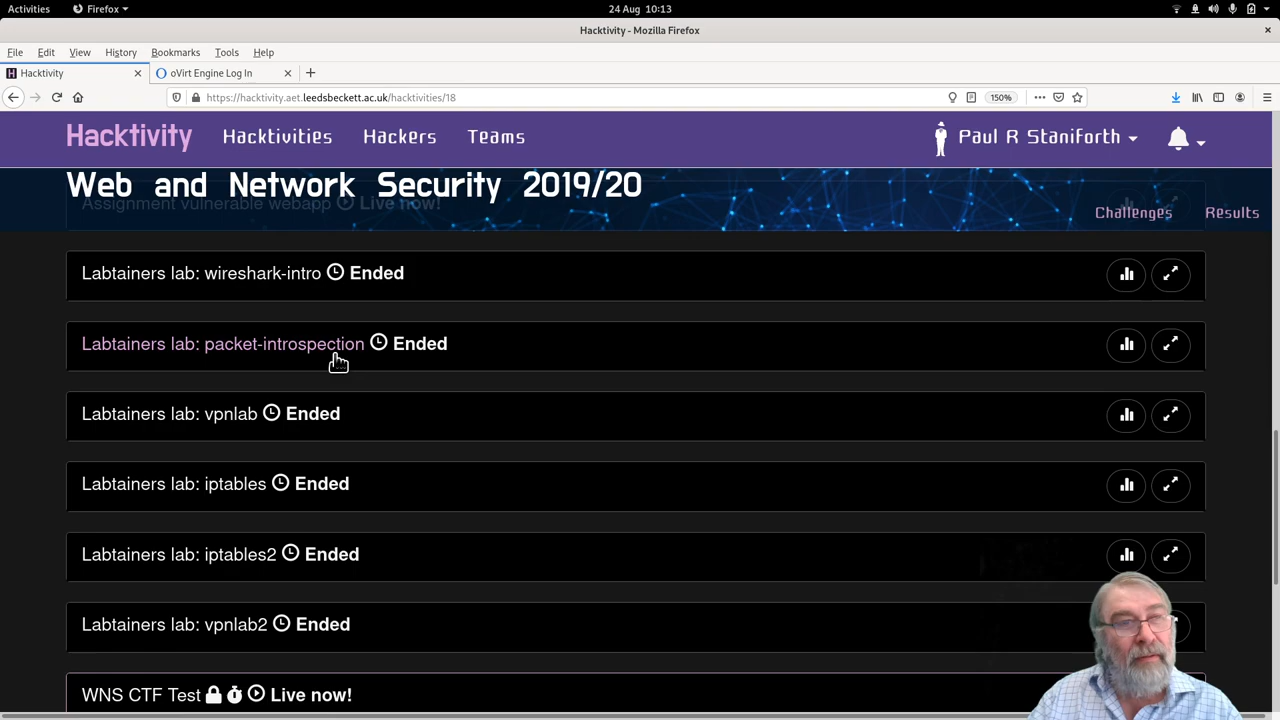 Activities Firefox 24 Aug 10:13
Hacktivity - Mozilla Firefox
File Edit View History Bookmarks Tools Help
Hacktivity oVirt Engine Log In
https://hacktivity.aet.leedsbeckett.ac.uk/hacktivities/18 150%
Hacktivity Hacktivities Hackers Teams Paul R Staniforth
Web and Network Security 2019/20
Assignment vulnerable webapp Live now!
Challenges Results
Labtainers lab: wireshark-intro Ended
Labtainers lab: packet-introspection Ended
Labtainers lab: vpnlab Ended
Labtainers lab: iptables Ended
Labtainers lab: iptables2 Ended
Labtainers lab: vpnlab2 Ended
WNS CTF Test Live now!